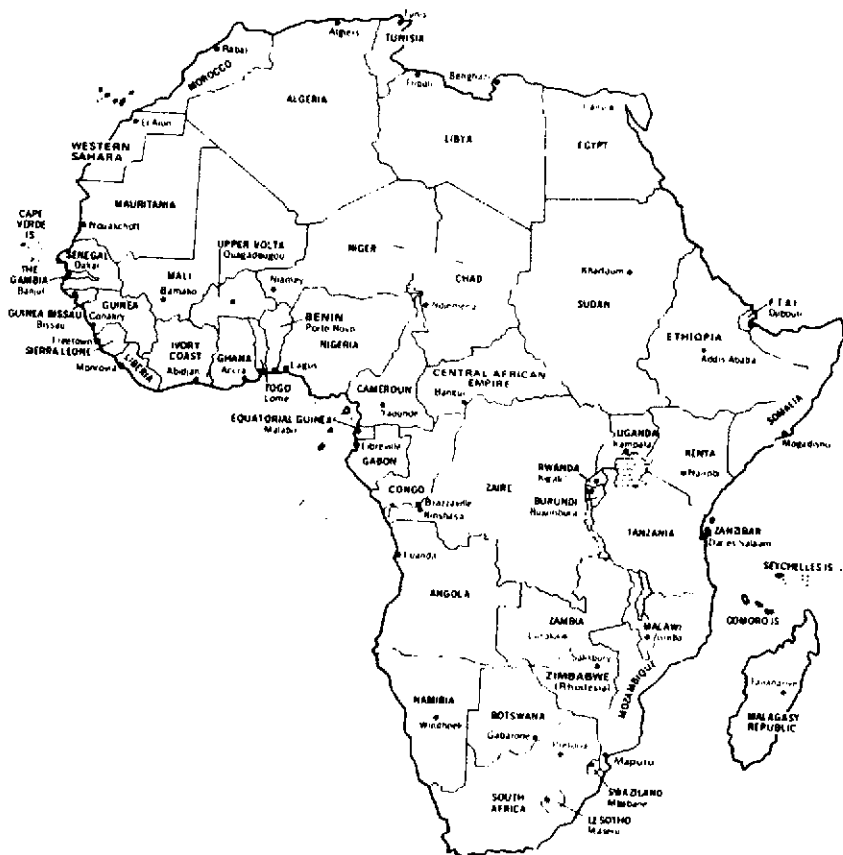 Tunis
Algiers
TUNISIA
Rabat
MOROCCO
Tripoli
Benghazi
ALGERIA
El Aiun
LIBYA
EGYPT
WESTERN
SAHARA
MAURITANIA
Nouakchott
CAPE
VERDE
IS
SENEGAL
Dakar
THE
GAMBIA
Banjul
MALI
Bamako
UPPER VOLTA
Ouagadougou
NIGER
Niamey
CHAD
Ndjemena
Khartoum
SUDAN
F T A I
Djibouti
ETHIOPIA
Addis Ababa
GUINEA BISSAU
Bissau
GUINEA
Conakry
Freetown
SIERRA LEONE
Monrovia
LIBERIA
IVORY
COAST
Abidjan
GHANA
Accra
TOGO
Lome
BENIN
Porte Novo
NIGERIA
Lagos
CAMEROUN
Yaounde
CENTRAL AFRICAN
EMPIRE
Bangui
EQUATORIAL GUINEA
Malabo
Libreville
GABON
CONGO
Brazzaville
Kinshasa
ZAIRE
UGANDA
Kampala
KENYA
Nairobi
SOMALIA
Mogadishu
RWANDA
Kigali
BURUNDI
Bujumbura
TANZANIA
ZANZIBAR
Dar es Salaam
SEYCHELLES IS
COMORO IS
Luanda
ANGOLA
ZAMBIA
Lusaka
MALAWI
Zomba
Salisbury
ZIMBABWE
(Rhodesia)
MOZAMBIQUE
Tananarive
MALAGASY
REPUBLIC
NAMIBIA
Windhoek
BOTSWANA
Gabarone
Pretoria
Maputo
SWAZILAND
Mbabane
SOUTH
AFRICA
LESOTHO
Maseru